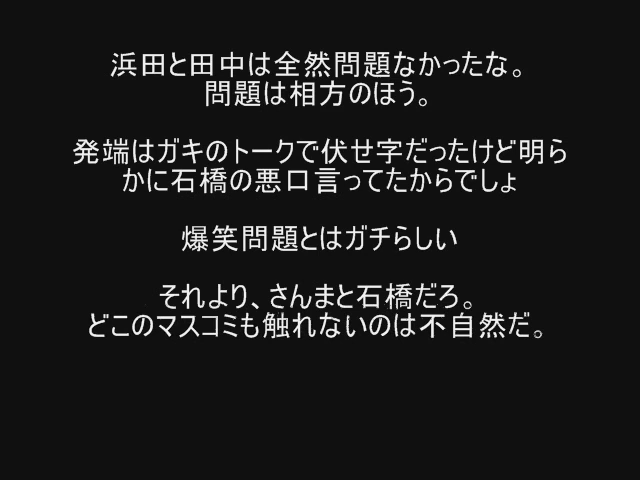 浜田と田中は全然問題なかったな。
問題は相方のほう。
発端はガキのトークで伏せ字だったけど明ら
かに石橋の悪口言ってたからでしょ
爆笑問題とはガチらしい
それより、さんまと石橋だろ。
どこのマスコミも触れないのは不自然だ。